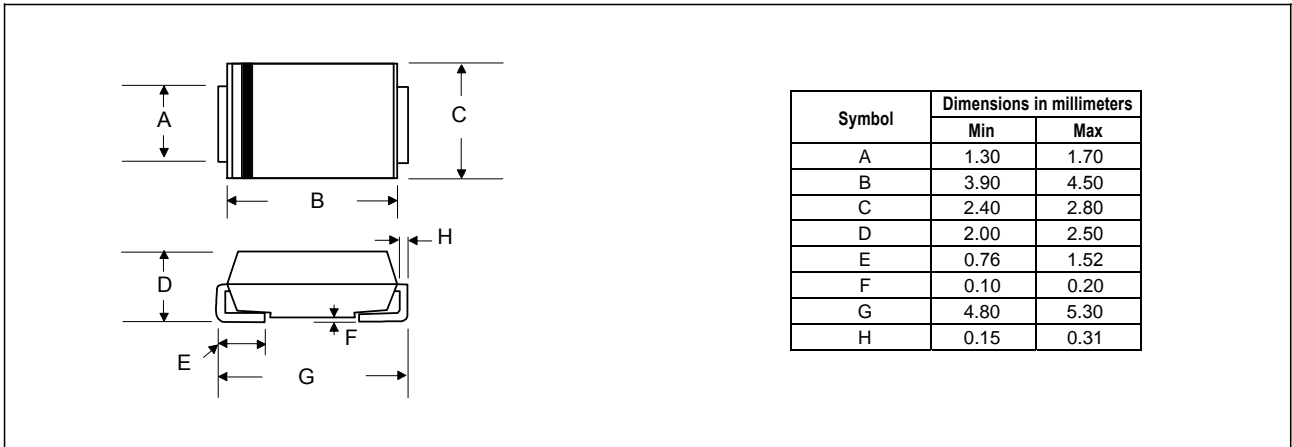 A
C
B
H
D
F
E
G
Symbol Dimensions in millimeters
Min Max
A 1.30 1.70
B 3.90 4.50
C 2.40 2.80
D 2.00 2.50
E 0.76 1.52
F 0.10 0.20
G 4.80 5.30
H 0.15 0.31